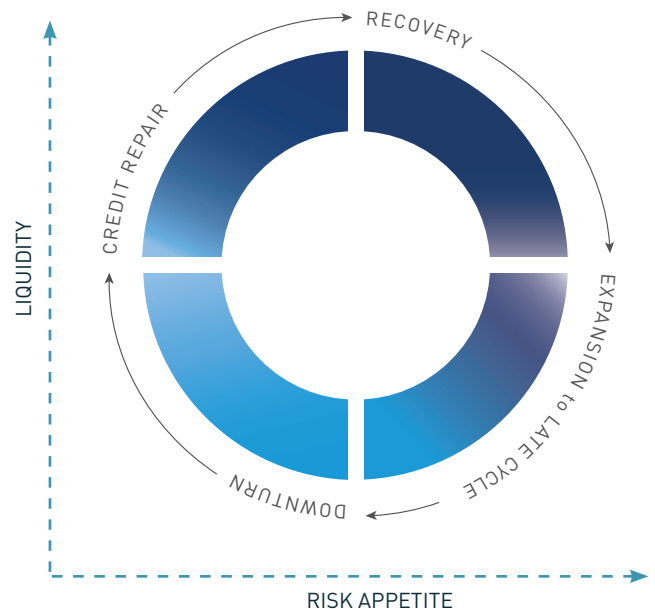 RECOVERY
CREDIT REPAIR
LIQUIDITY
EXPANSION to LATE CYCLE
DOWNTURN
RISK APPETITE